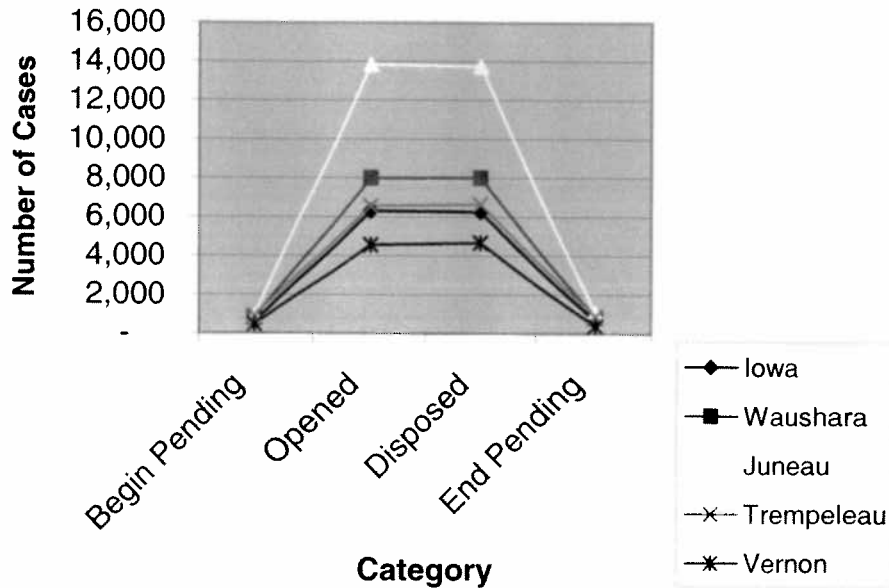 16,000
14,000
12,000
10,000
8,000
6,000
4,000
2,000
-
Number of Cases
Begin Pending
Opened
Disposed
End Pending
Category
Iowa
Waushara
Juneau
Trempeleau
Vernon